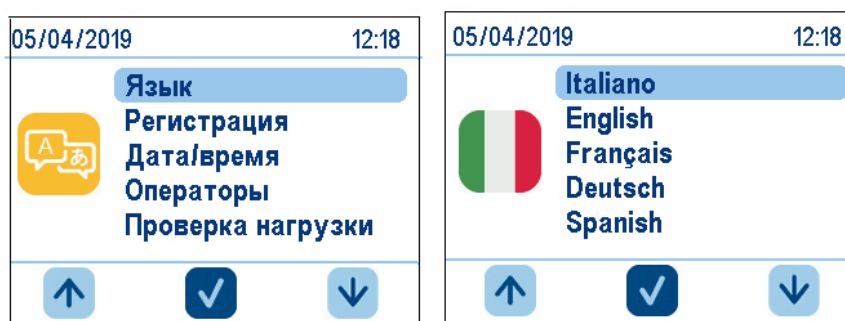 05/04/2019 12:18
Язык
Регистрация
Дата/время
Операторы
Проверка нагрузки
A あ
05/04/2019 12:18
Italiano
English
Français
Deutsch
Spanish